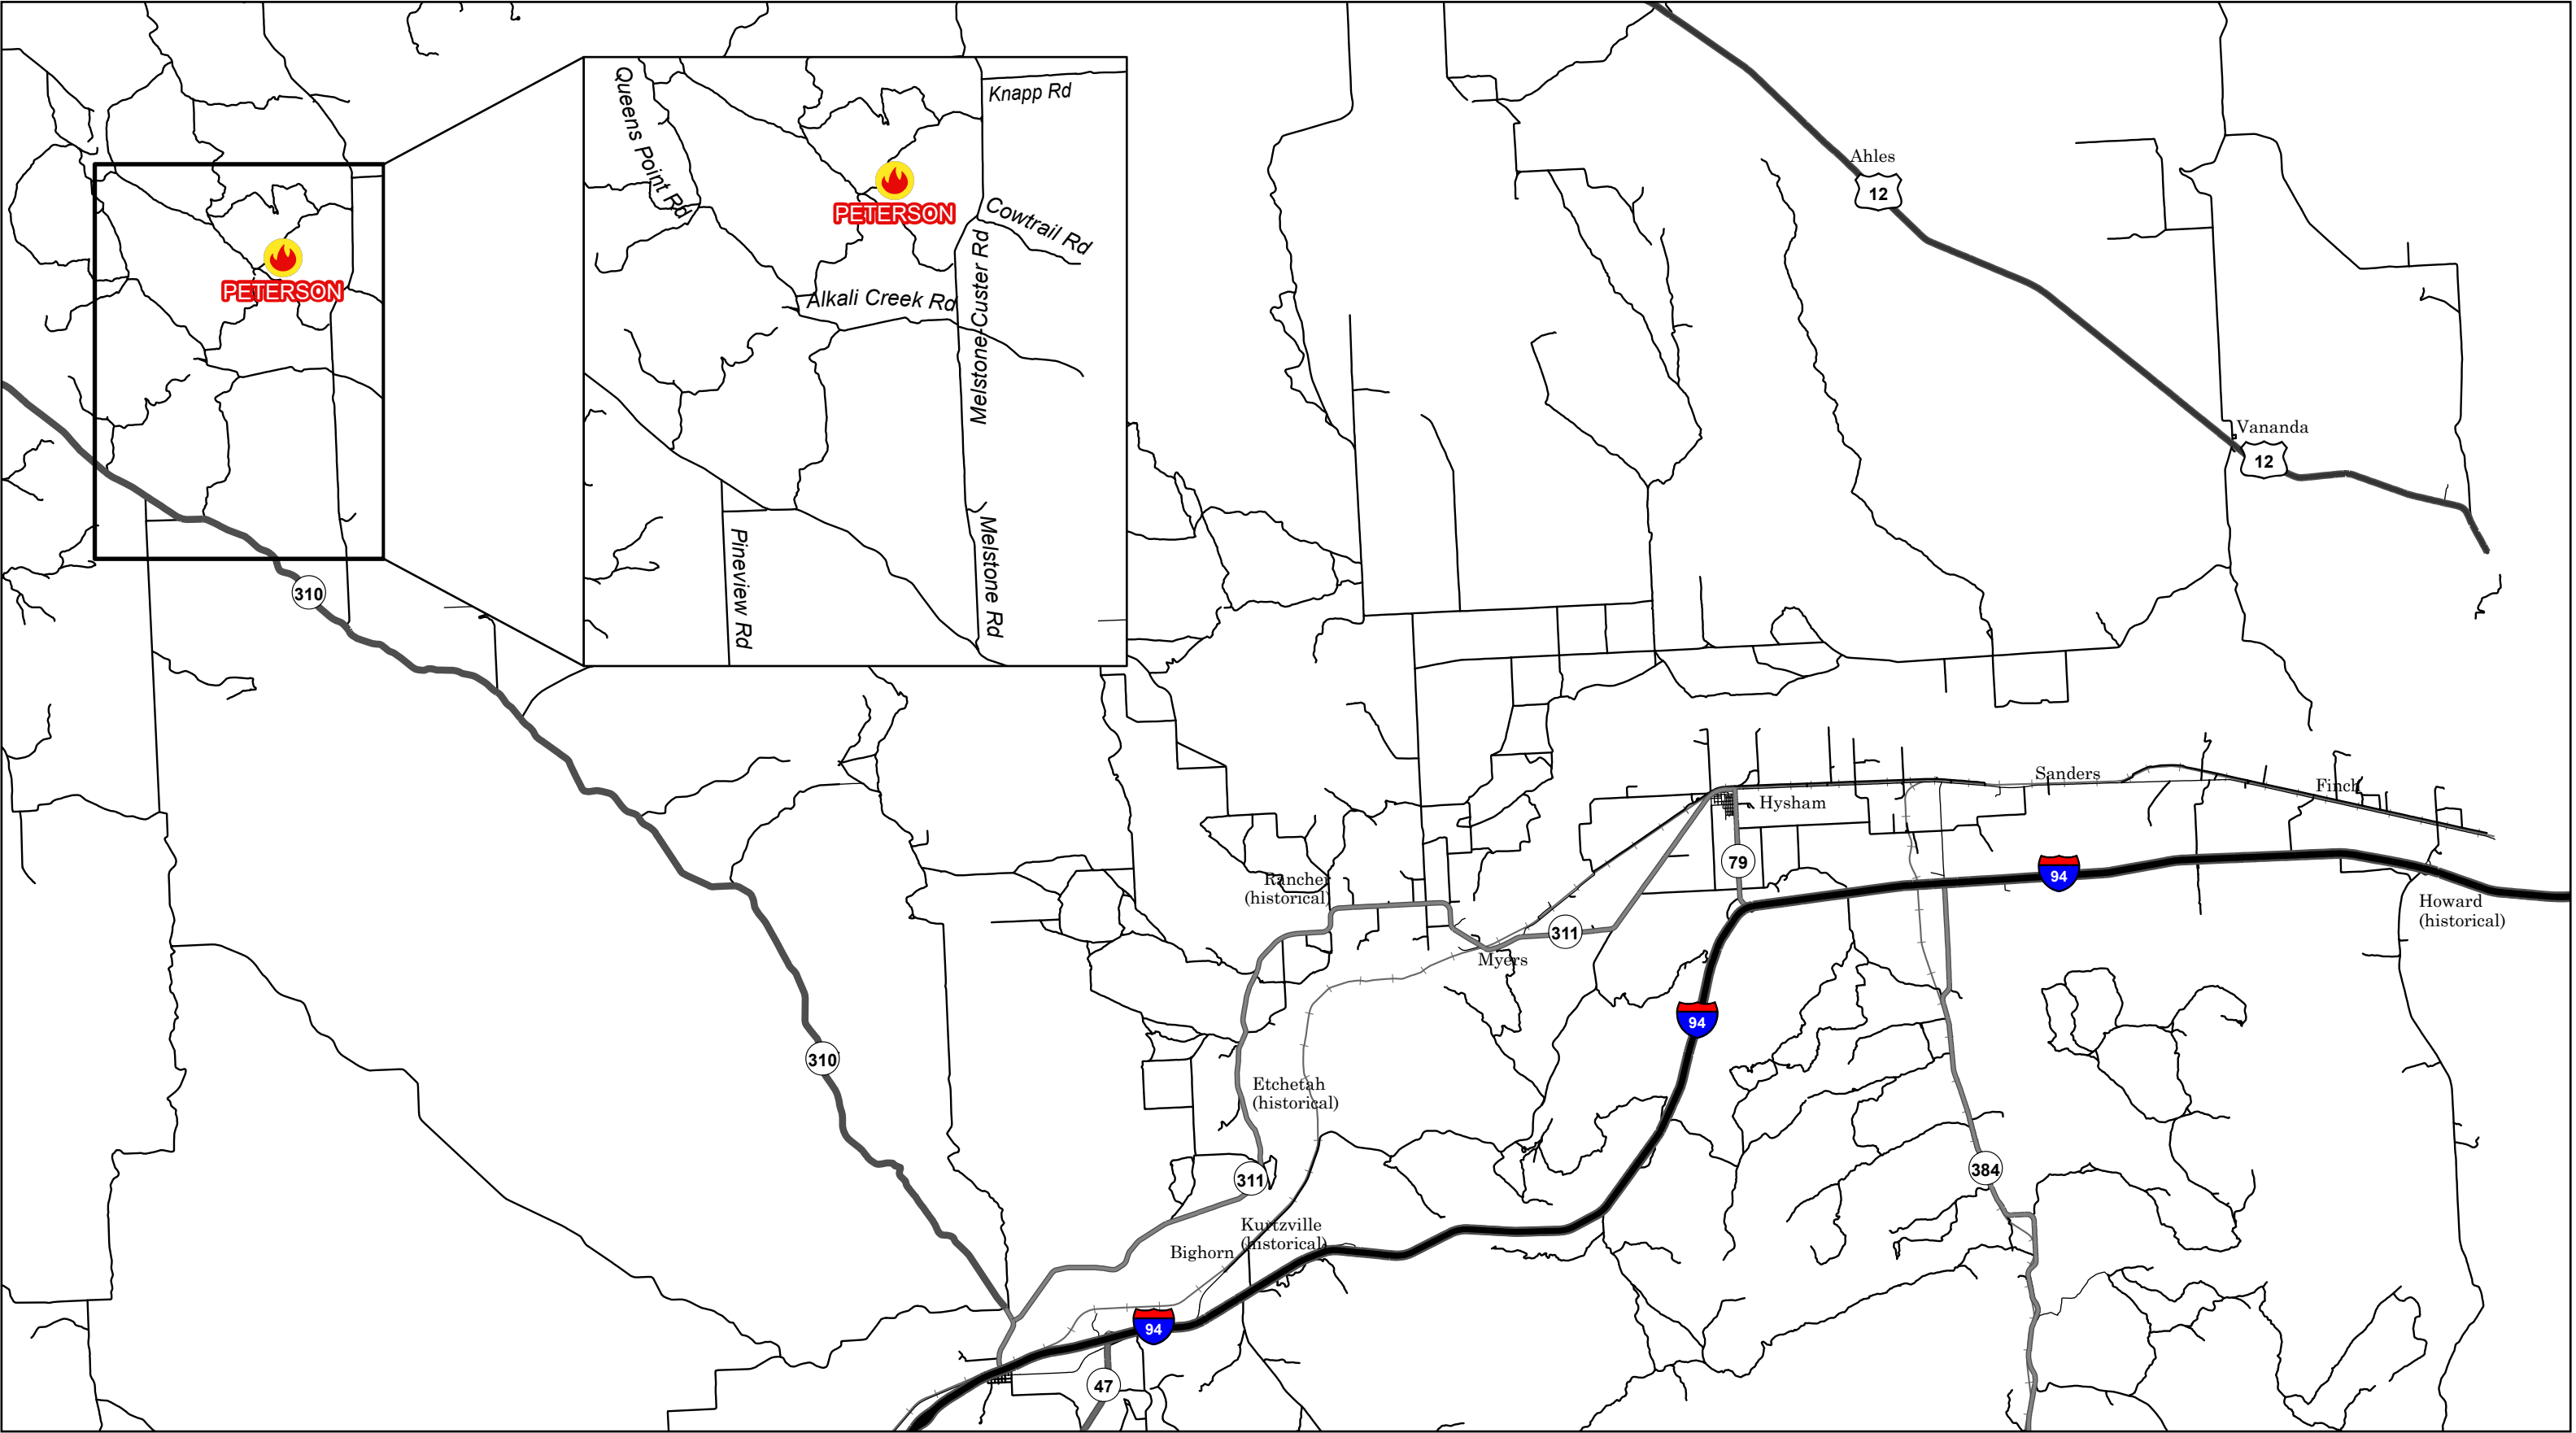 Queens Point Rd
Knapp Rd
PETERSON
Cowtrail Rd
Alkali Creek Rd
Melstone-Custer Rd
Melstone Rd
Pineview Rd
PETERSON
310
Ahles
12
Vananda
12
Sanders
Finch
Hysham
79
94
Rancher
(historical)
Howard
(historical)
311
Myers
94
310
Etchetah
(historical)
311
384
Kurtzville
(historical)
Bighorn
94
47